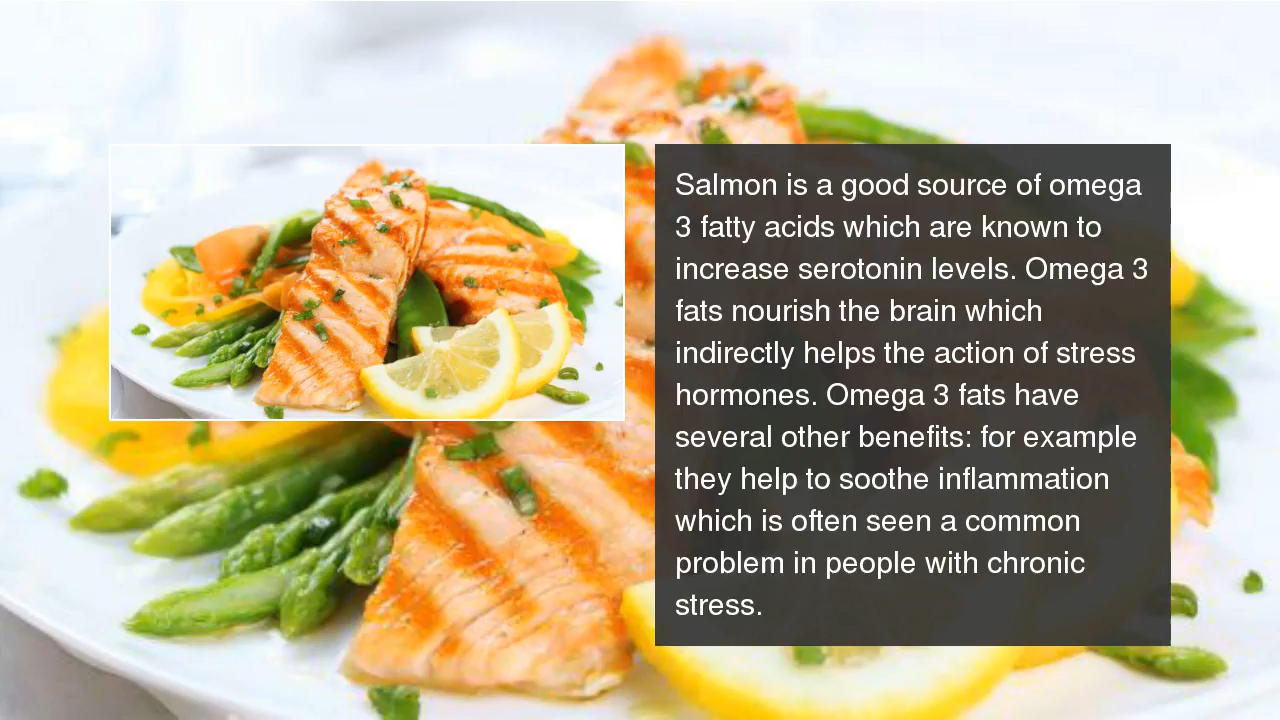 Salmon is a good source of omega
3 fatty acids which are known to
increase serotonin levels. Omega 3
fats nourish the brain which
indirectly helps the action of stress
hormones. Omega 3 fats have
several other benefits: for example
they help to soothe inflammation
which is often seen a common
problem in people with chronic
stress.